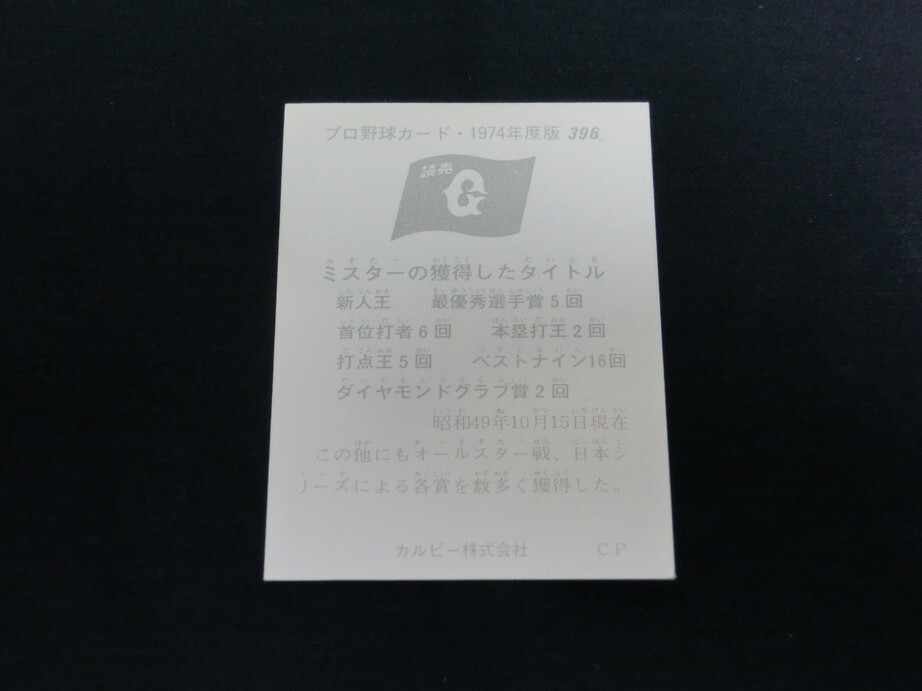 プロ野球カード・1974年度版 396
読売
G
ミスターの獲得したタイトル
新人王 最優秀選手賞5回
首位打者6回 本塁打王2回
打点王5回 ベストナイン16回
ダイヤモンドグラブ賞2回
昭和49年10月15日現在
この他にもオールスター戦、日本シ
リーズによる各賞を数多く獲得した。
カルビー株式会社 CP